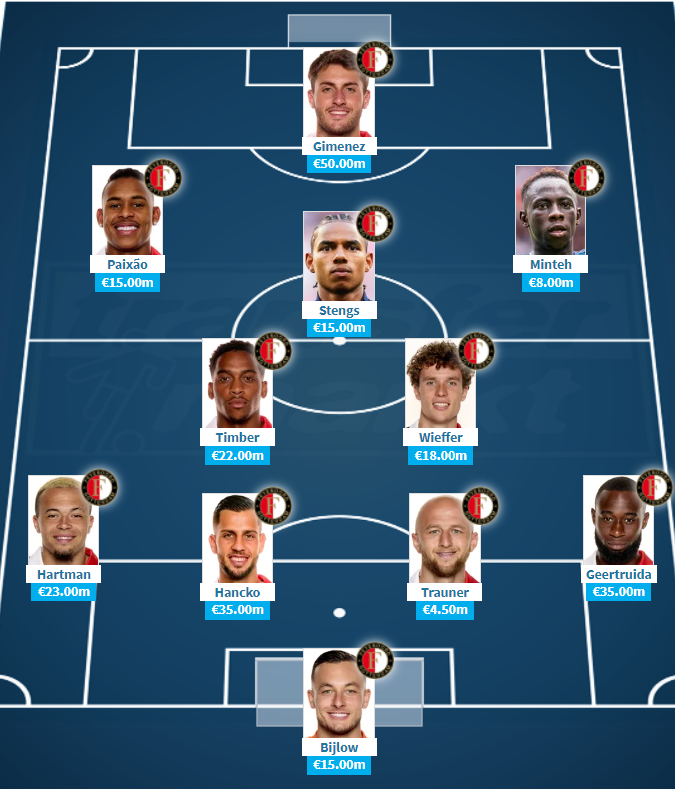 Gimenez
€50.00m
Paixão
€15.00m
Minteh
€8.00m
Stengs
€15.00m
Timber
€22.00m
Wieffer
€18.00m
Hartman
€23.00m
Hancko
€35.00m
Trauner
€4.50m
Geertruida
€35.00m
Bijlow
€15.00m